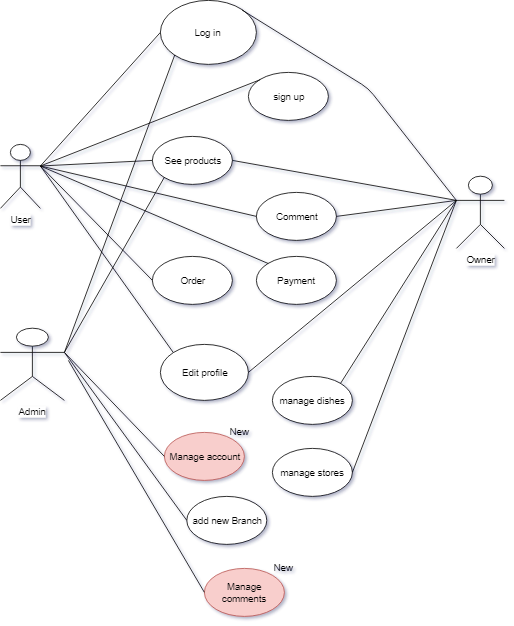 Log in
sign up
See products
User
Comment
Owner
Order
Payment
Edit profile
manage dishes
Admin
New
Manage account
manage stores
add new Branch
New
Manage
comments